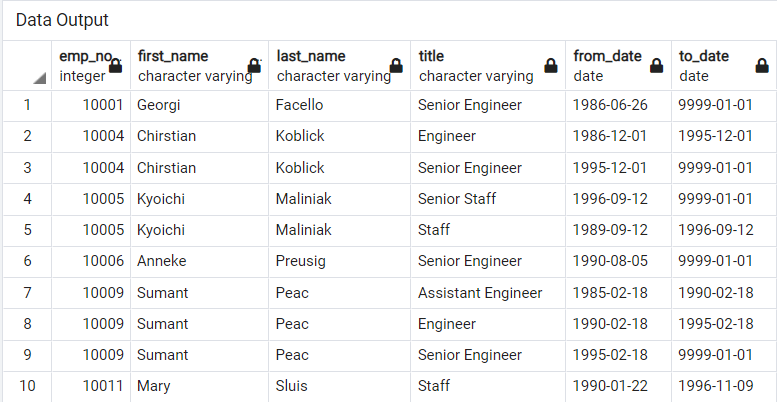 Data Output
emp_no first_name last_name title from_date to_date
integer character varying character varying character varying date date
1 10001 Georgi Facello Senior Engineer 1986-06-26 9999-01-01
2 10004 Chirstian Koblick Engineer 1986-12-01 1995-12-01
3 10004 Chirstian Koblick Senior Engineer 1995-12-01 9999-01-01
4 10005 Kyoichi Maliniak Senior Staff 1996-09-12 9999-01-01
5 10005 Kyoichi Maliniak Staff 1989-09-12 1996-09-12
6 10006 Anneke Preusig Senior Engineer 1990-08-05 9999-01-01
7 10009 Sumant Peac Assistant Engineer 1985-02-18 1990-02-18
8 10009 Sumant Peac Engineer 1990-02-18 1995-02-18
9 10009 Sumant Peac Senior Engineer 1995-02-18 9999-01-01
10 10011 Mary Sluis Staff 1990-01-22 1996-11-09